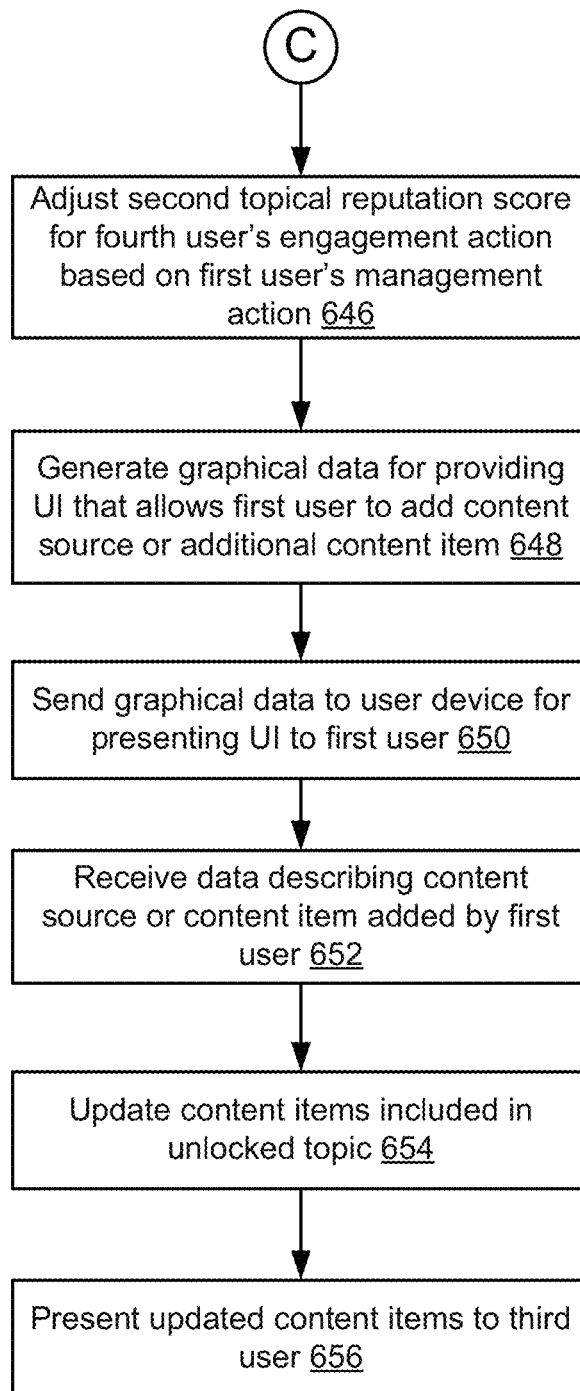 C
Adjust second topical reputation score
for fourth user's engagement action
based on first user's management
action 646
Generate graphical data for providing
UI that allows first user to add content
source or additional content item 648
Send graphical data to user device for
presenting UI to first user 650
Receive data describing content
source or content item added by first
user 652
Update content items included in
unlocked topic 654
Present updated content items to third
user 656